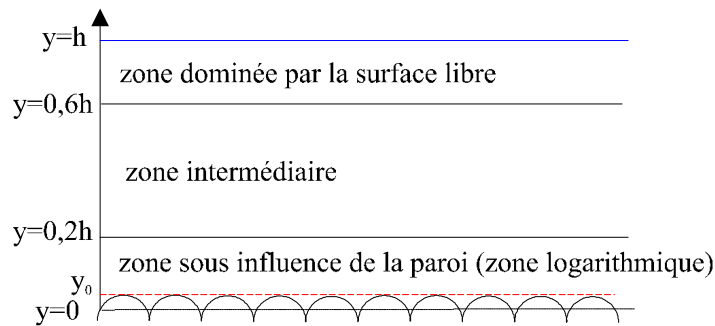 y=h
zone dominée par la surface libre
y=0,6h
zone intermédiaire
y=0,2h
zone sous influence de la paroi (zone logarithmique)
y₀
y=0